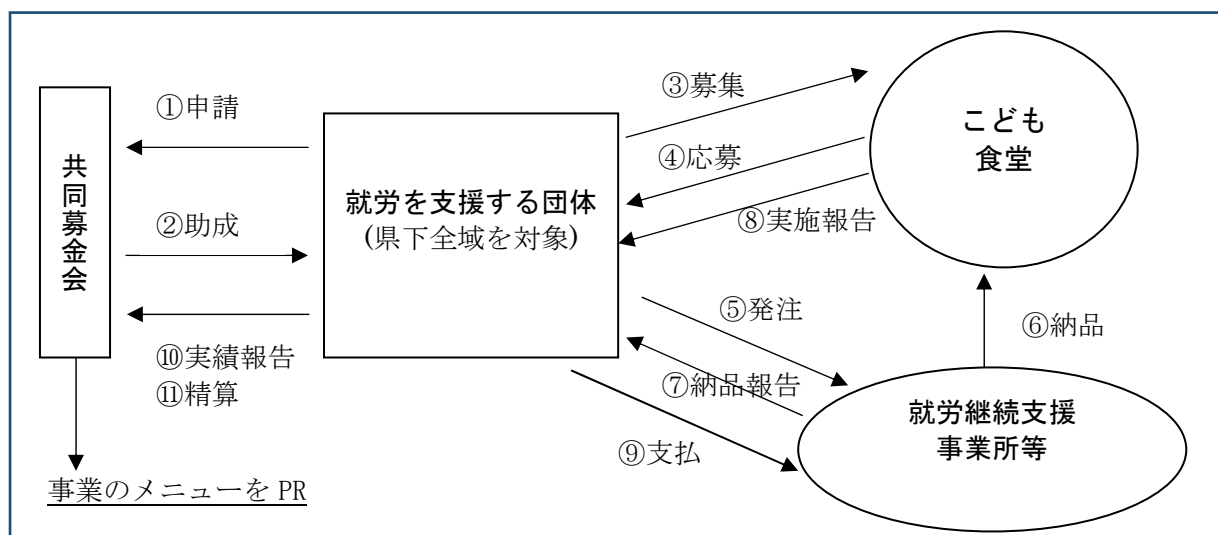 共同募金会
①申請
②助成
⑩実績報告
⑪精算
事業のメニューを PR
就労を支援する団体
(県下全域を対象)
③募集
④応募
⑧実施報告
こども
食堂
⑤発注
⑥納品
⑦納品報告
⑨支払
就労継続支援
事業所等